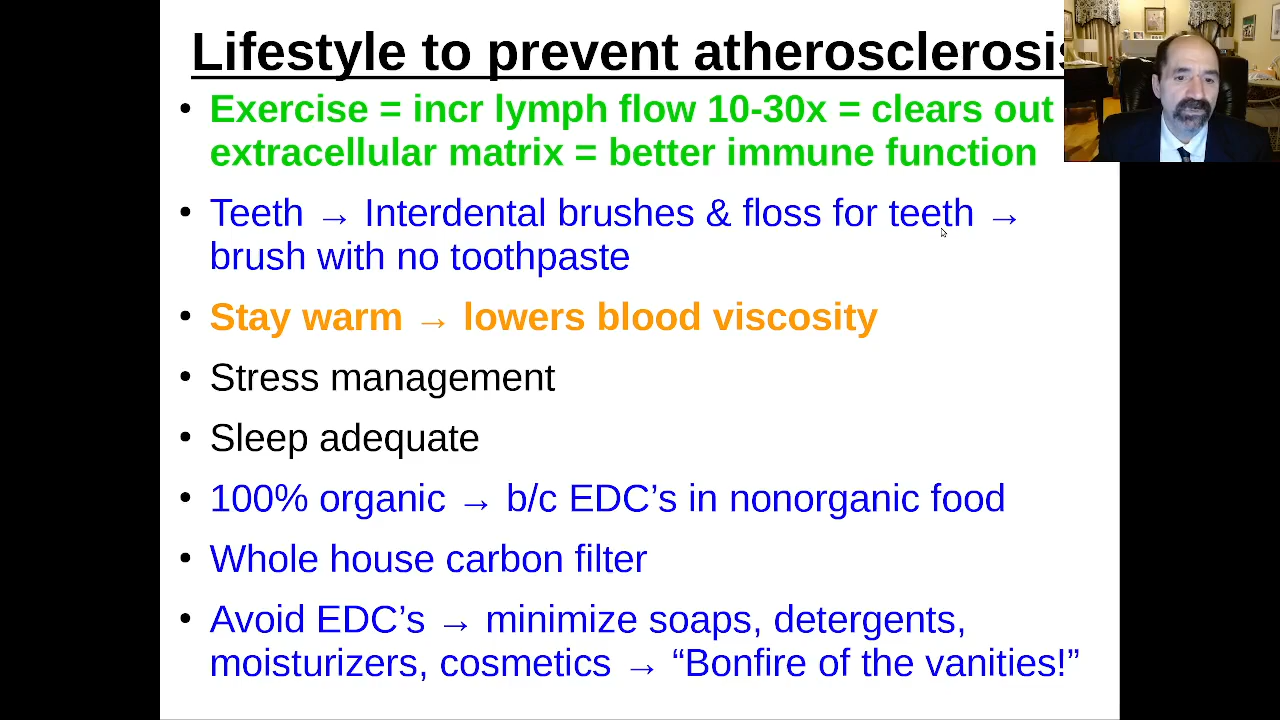 Lifestyle to prevent atherosclerosis
• Exercise = incr lymph flow 10-30x = clears out
extracellular matrix = better immune function
• Teeth → Interdental brushes & floss for teeth →
brush with no toothpaste
• Stay warm → lowers blood viscosity
• Stress management
• Sleep adequate
• 100% organic → b/c EDC’s in nonorganic food
• Whole house carbon filter
• Avoid EDC’s → minimize soaps, detergents,
moisturizers, cosmetics → “Bonfire of the vanities!”